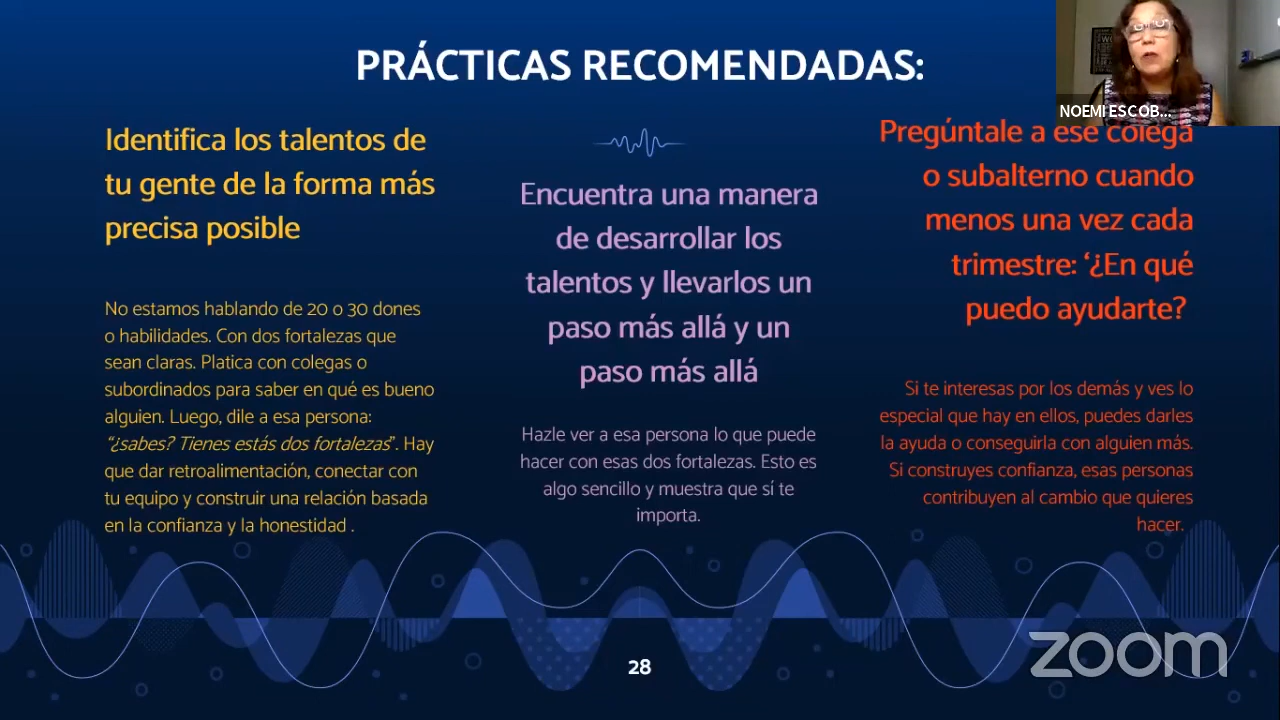 PRÁCTICAS RECOMENDADAS:
NOEMI ESCOB...
Identifica los talentos de
tu gente de la forma más
precisa posible
No estamos hablando de 20 o 30 dones
o habilidades. Con dos fortalezas que
sean claras. Platica con colegas o
subordinados para saber en qué es bueno
alguien. Luego, dile a esa persona:
“¿sabes? Tienes estás dos fortalezas”. Hay
que dar retroalimentación, conectar con
tu equipo y construir una relación basada
en la confianza y la honestidad .
Encuentra una manera
de desarrollar los
talentos y llevarlos un
paso más allá y un
paso más allá
Hazle ver a esa persona lo que puede
hacer con esas dos fortalezas. Esto es
algo sencillo y muestra que sí te
importa.
Pregúntale a ese colega
o subalterno cuando
menos una vez cada
trimestre: ‘¿En qué
puedo ayudarte?
Si te interesas por los demás y ves lo
especial que hay en ellos, puedes darles
la ayuda o conseguirla con alguien más.
Si construyes confianza, esas personas
contribuyen al cambio que quieres
hacer.
28
zoom